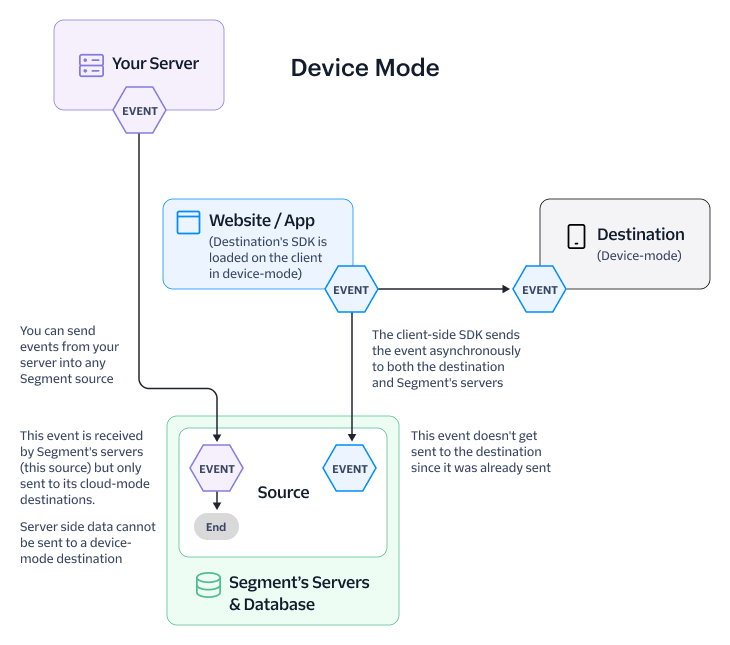 Your Server
Device Mode
EVENT
Website / App
(Destination's SDK is
loaded on the client
in device-mode)
Destination
(Device-mode)
EVENT
EVENT
You can send
events from your
server into any
Segment source
The client-side SDK sends
the event asynchronously
to both the destination
and Segment's servers
This event is received
by Segment's servers
(this source) but only
sent to its cloud-mode
destinations.
Server side data cannot
be sent to a device-
mode destination
This event doesn't get
sent to the destination
since it was already sent
EVENT
EVENT
Source
End
Segment's Servers
& Database